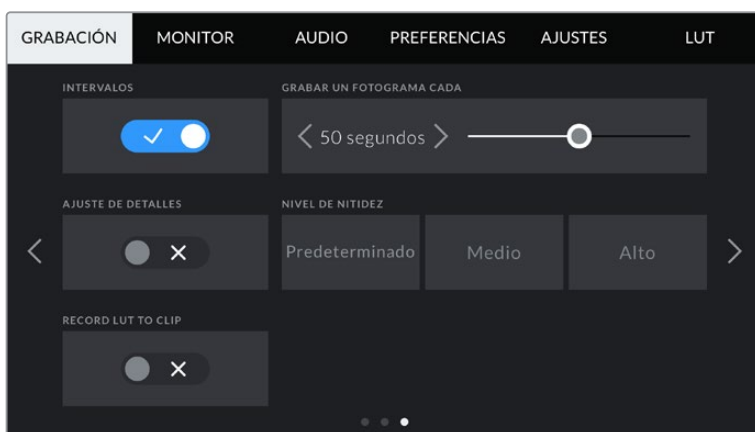 GRABACIÓN MONITOR AUDIO PREFERENCIAS AJUSTES LUT
INTERVALOS GRABAR UN FOTOGRAMA CADA
50 segundos
AJUSTE DE DETALLES NIVEL DE NITIDEZ
Predeterminado Medio Alto
RECORD LUT TO CLIP